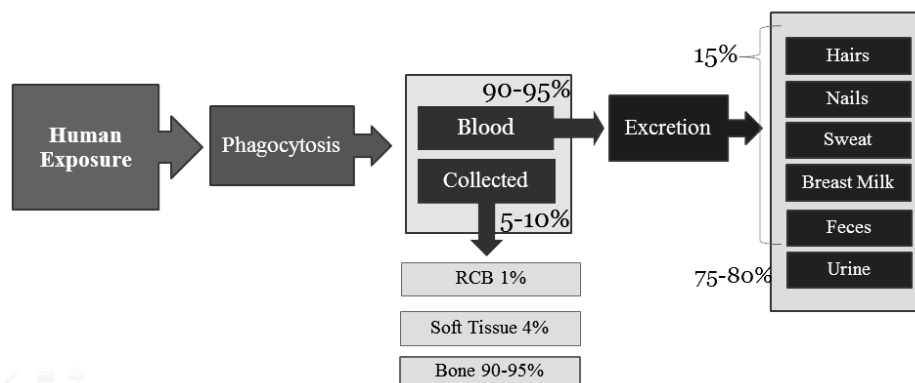 Human
Exposure
Phagocytosis
90-95%
Blood
Collected
5-10%
RCB 1%
Soft Tissue 4%
Bone 90-95%
Excretion
15%
Hairs
Nails
Sweat
Breast Milk
Feces
75-80%
Urine